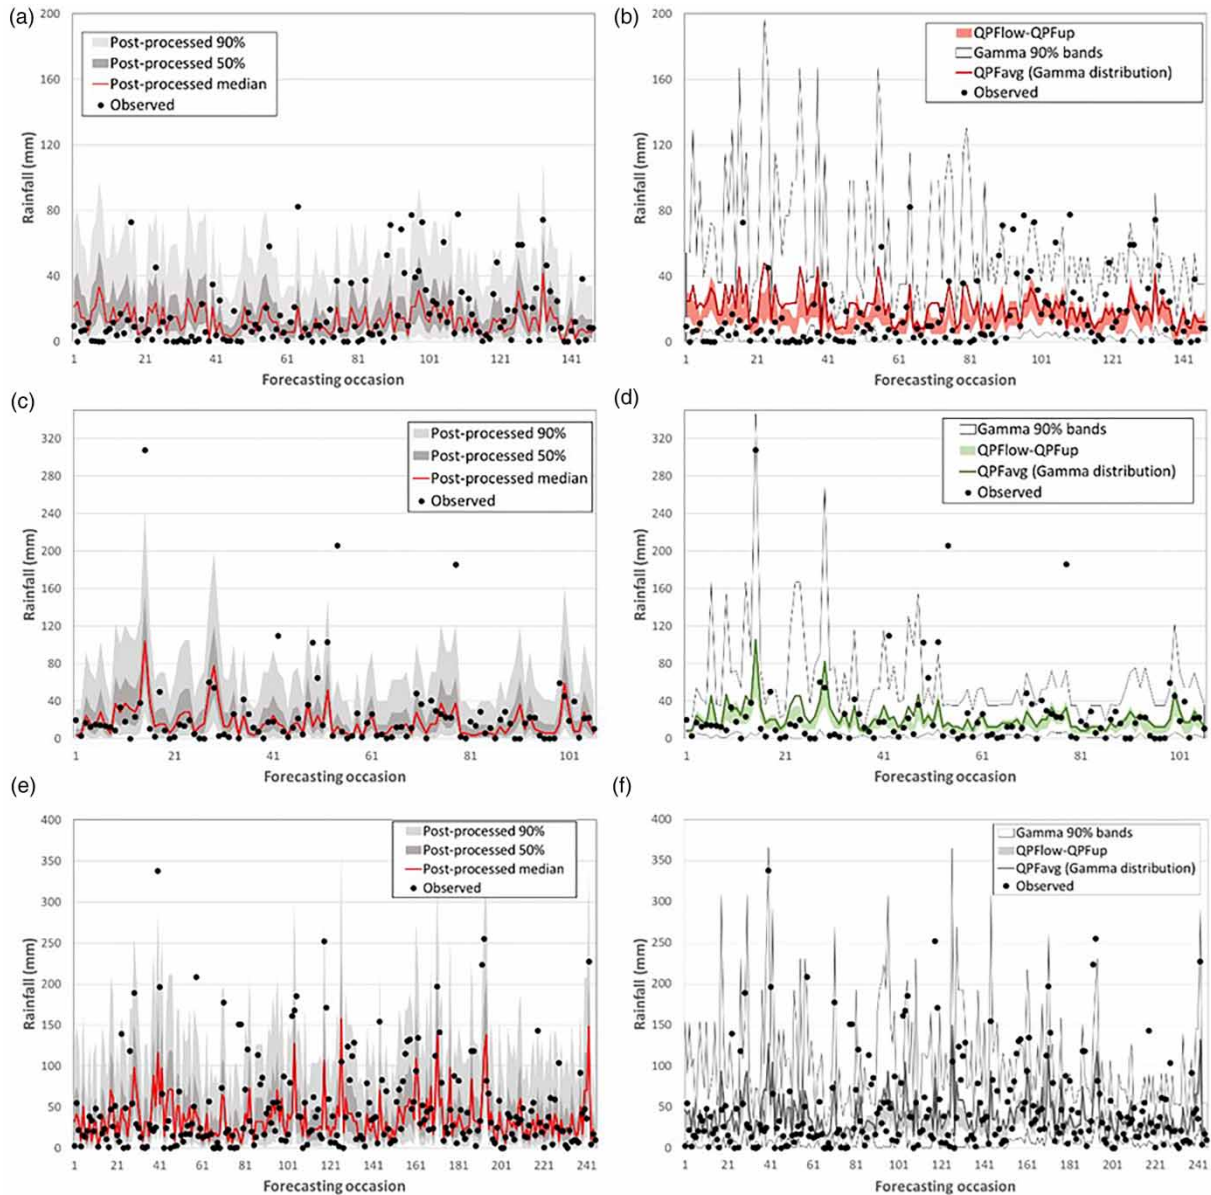 (a)
200
160
120
80
40
0
Rainfall (mm)
Post-processed 90%
Post-processed 50%
Post-processed median
Observed
1 21 41 61 81 101 121 141
Forecasting occasion
(b)
200
160
120
80
40
0
Rainfall (mm)
QPFlow-QPFup
Gamma 90% bands
QPFavg (Gamma distribution)
Observed
1 21 41 61 81 101 121 141
Forecasting occasion
(c)
320
280
240
200
160
120
80
40
0
Rainfall (mm)
Post-processed 90%
Post-processed 50%
Post-processed median
Observed
1 21 41 61 81 101
Forecasting occasion
(d)
320
280
240
200
160
120
80
40
0
Rainfall (mm)
Gamma 90% bands
QPFlow-QPFup
QPFavg (Gamma distribution)
Observed
1 21 41 61 81 101
Forecasting occasion
(e)
400
350
300
250
200
150
100
50
0
Rainfall (mm)
Post-processed 90%
Post-processed 50%
Post-processed median
Observed
1 21 41 61 81 101 121 141 161 181 201 221 241
Forecasting occasion
(f)
400
350
300
250
200
150
100
50
0
Rainfall (mm)
Gamma 90% bands
QPFlow-QPFup
QPFavg (Gamma distribution)
Observed
1 21 41 61 81 101 121 141 161 181 201 221 241
Forecasting occasion